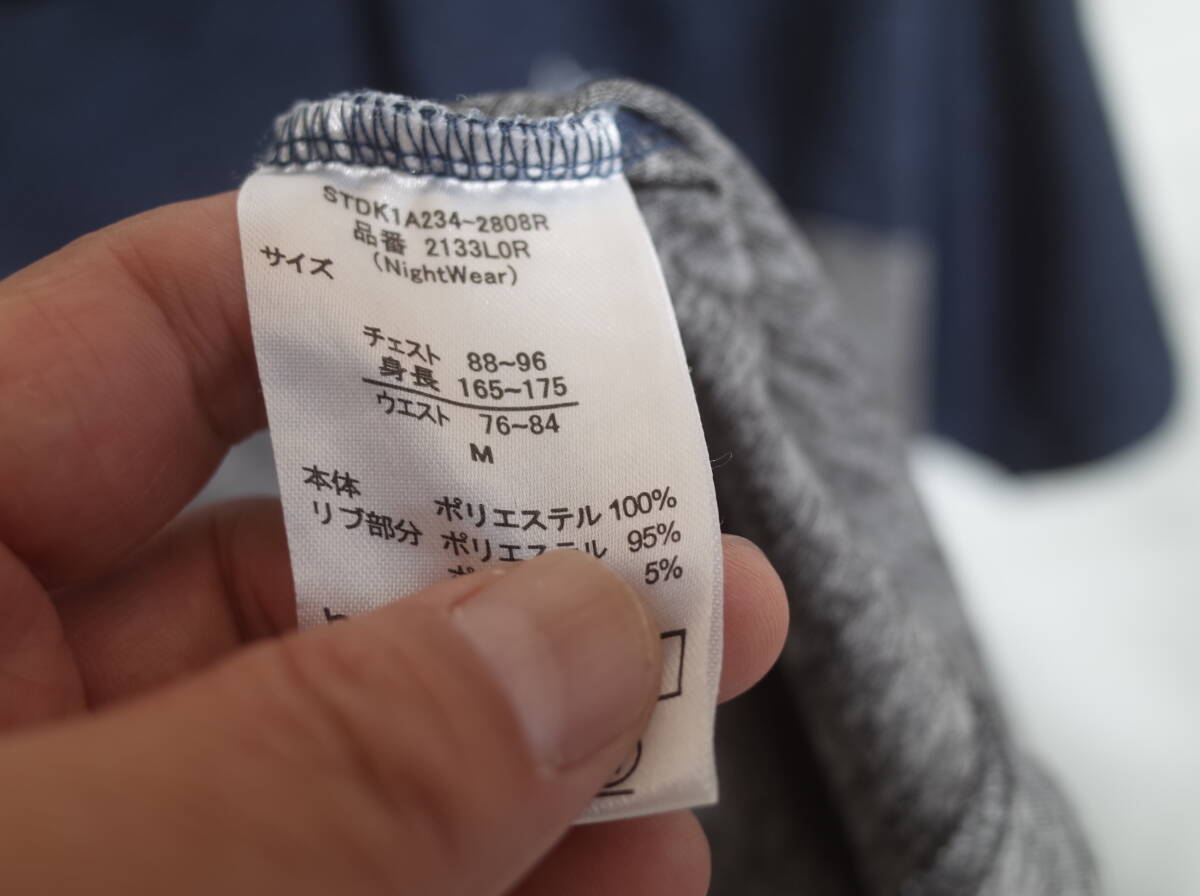 STDK1A234-2808R
品番 2133L0R
サイズ (NightWear)
チェスト 88~96
身長 165~175
ウエスト 76~84
M
本体 ポリエステル 100%
リブ部分 ポリエステル 95%
5%